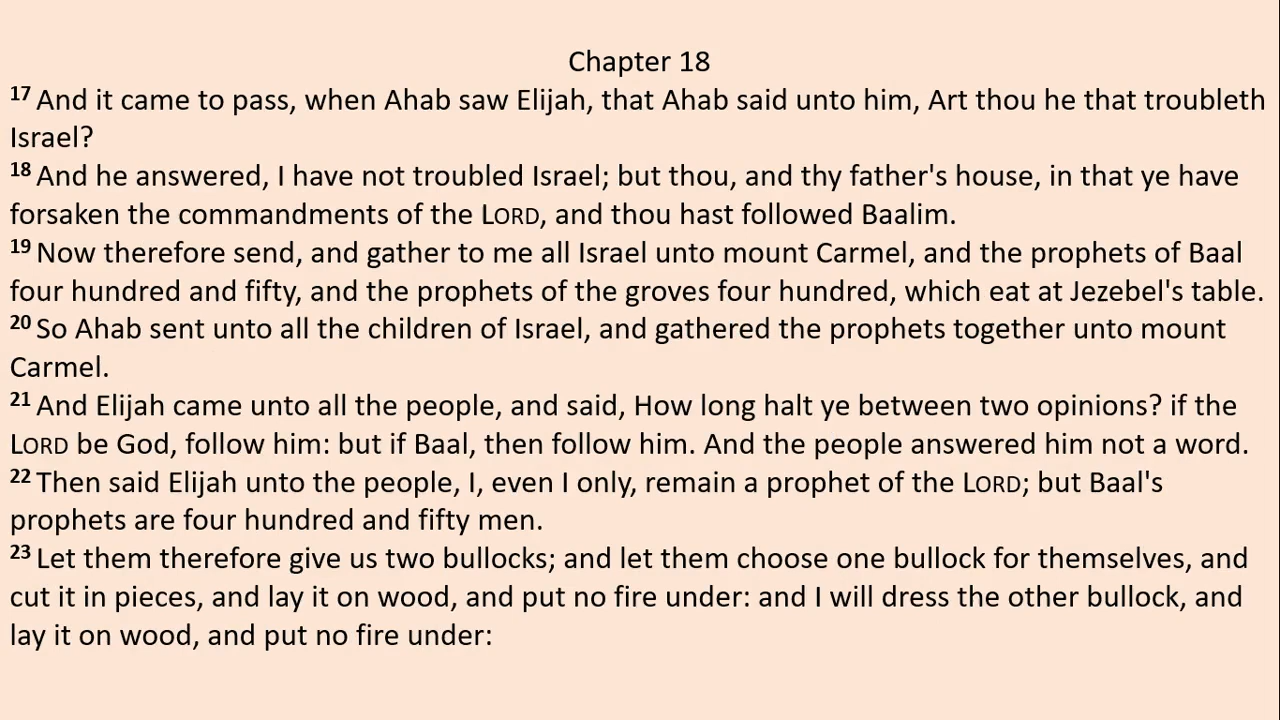 Chapter 18
17 And it came to pass, when Ahab saw Elijah, that Ahab said unto him, Art thou he that troubleth
Israel?
18 And he answered, I have not troubled Israel; but thou, and thy father's house, in that ye have
forsaken the commandments of the LORD, and thou hast followed Baalim.
19 Now therefore send, and gather to me all Israel unto mount Carmel, and the prophets of Baal
four hundred and fifty, and the prophets of the groves four hundred, which eat at Jezebel's table.
20 So Ahab sent unto all the children of Israel, and gathered the prophets together unto mount
Carmel.
21 And Elijah came unto all the people, and said, How long halt ye between two opinions? if the
LORD be God, follow him: but if Baal, then follow him. And the people answered him not a word.
22 Then said Elijah unto the people, I, even I only, remain a prophet of the LORD; but Baal's
prophets are four hundred and fifty men.
23 Let them therefore give us two bullocks; and let them choose one bullock for themselves, and
cut it in pieces, and lay it on wood, and put no fire under: and I will dress the other bullock, and
lay it on wood, and put no fire under: